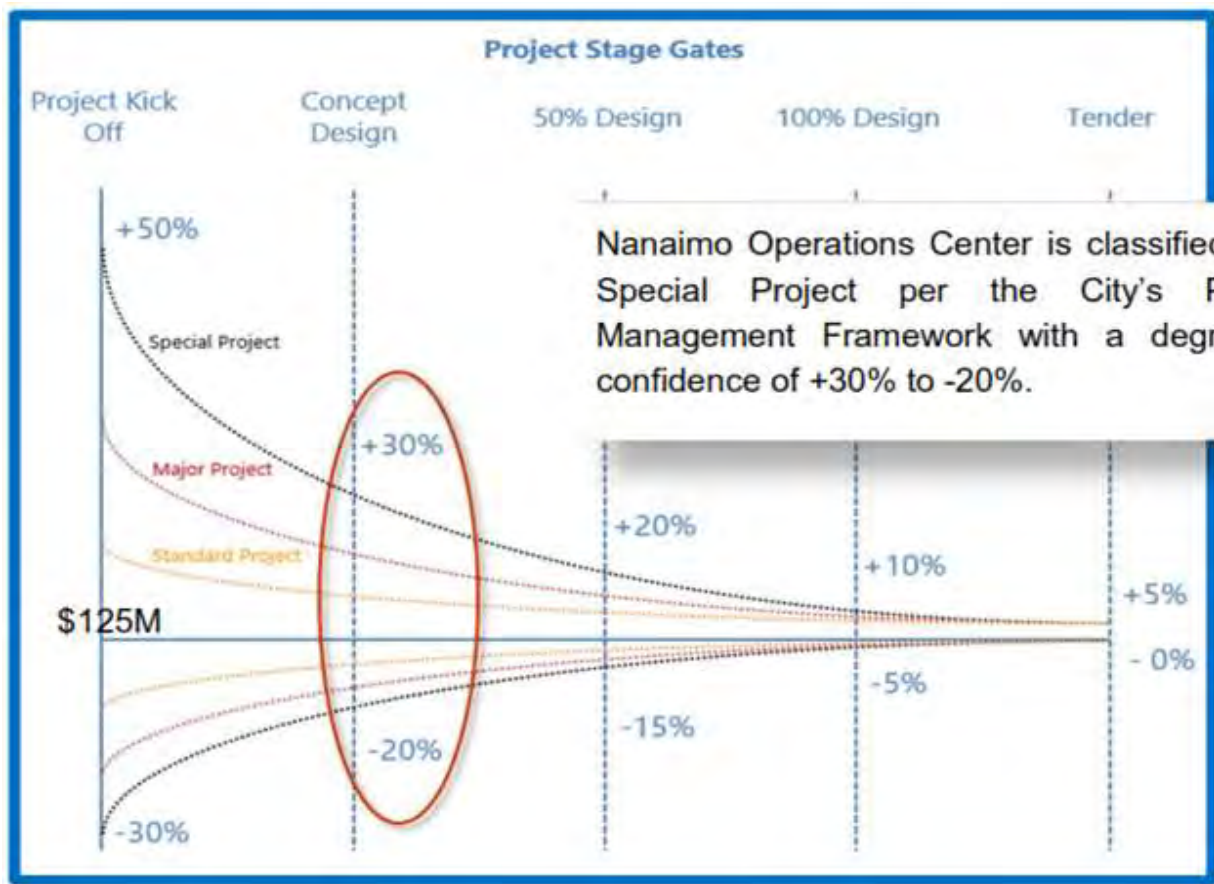 Project Stage Gates
Project Kick
Off
Concept
Design
50% Design
100% Design
Tender
+50%
Nanaimo Operations Center is classified
Special Project per the City's
Management Framework with a
confidence of +30% to -20%.
Special Project
+30%
Major Project
+20%
Standard Project
+10%
+5%
$125M
- 0%
-5%
-20%
-15%
-30%